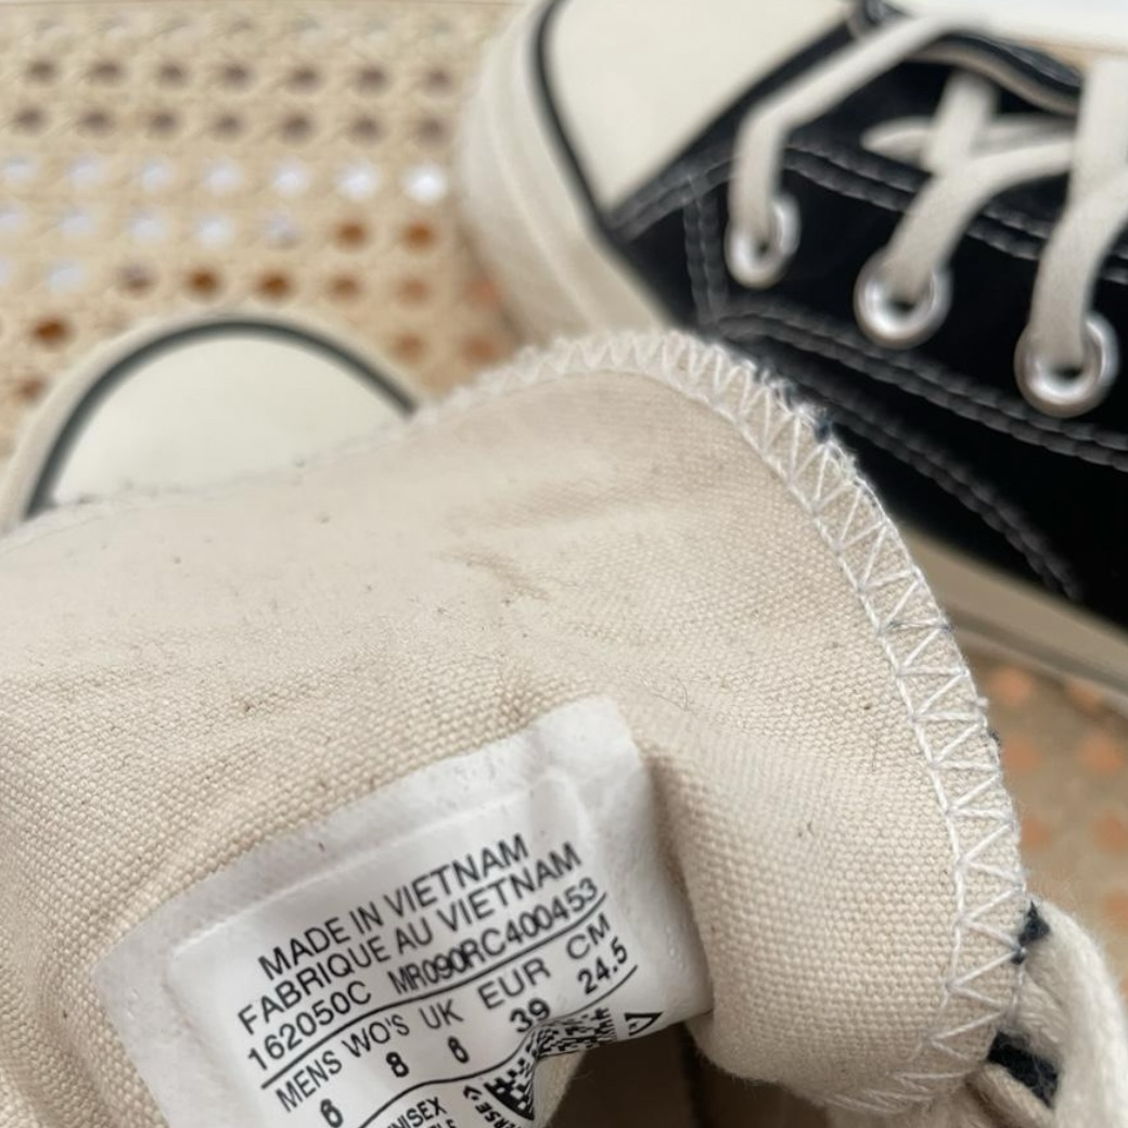 MADE IN VIETNAM
FABRIQUE AU VIETNAM
162050C MR090RC400453
MENS WO'S UK EUR CM
6 8 6 39 24.5